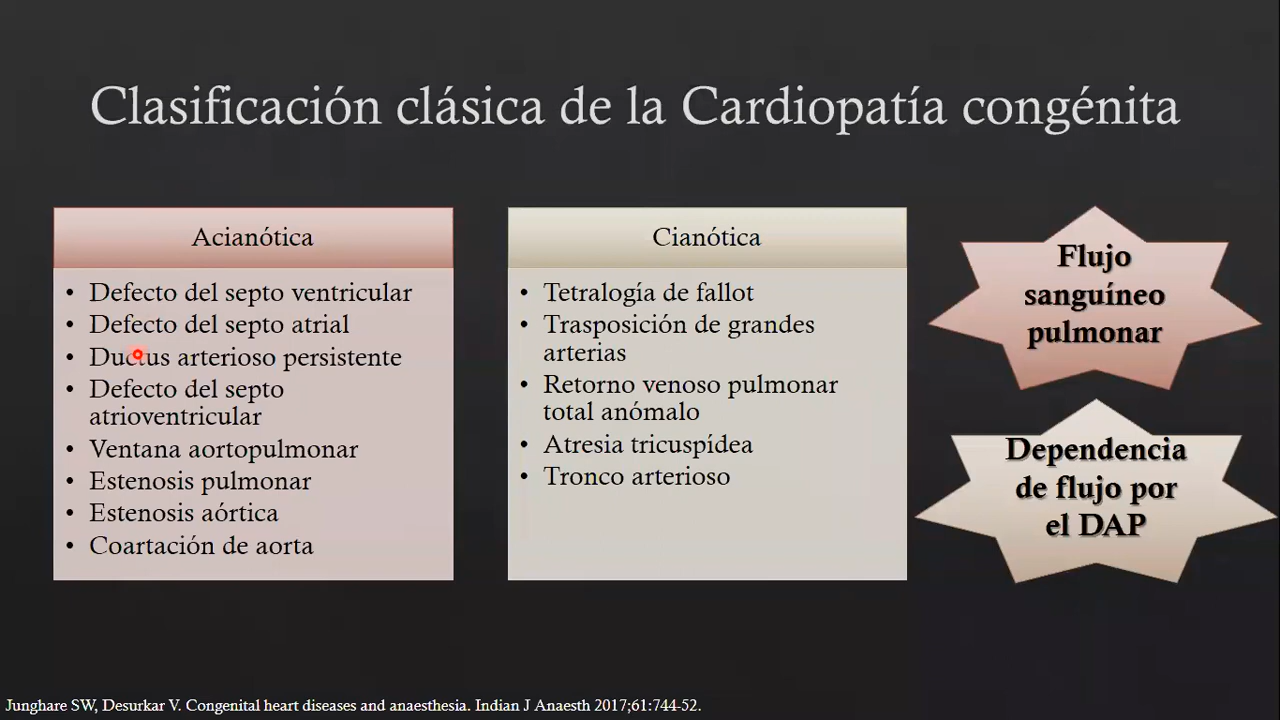 Clasificación clásica de la Cardiopatía congénita
Acianótica
• Defecto del septo ventricular
• Defecto del septo atrial
• Ductus arterioso persistente
• Defecto del septo
atrioventricular
• Ventana aortopulmonar
• Estenosis pulmonar
• Estenosis aórtica
• Coartación de aorta
Cianótica
• Tetralogía de fallot
• Trasposición de grandes
arterias
• Retorno venoso pulmonar
total anómalo
• Atresia tricuspídea
• Tronco arterioso
Flujo
sanguíneo
pulmonar
Dependencia
de flujo por
el DAP
Junghare SW, Desurkar V. Congenital heart diseases and anaesthesia. Indian J Anaesth 2017;61:744-52.